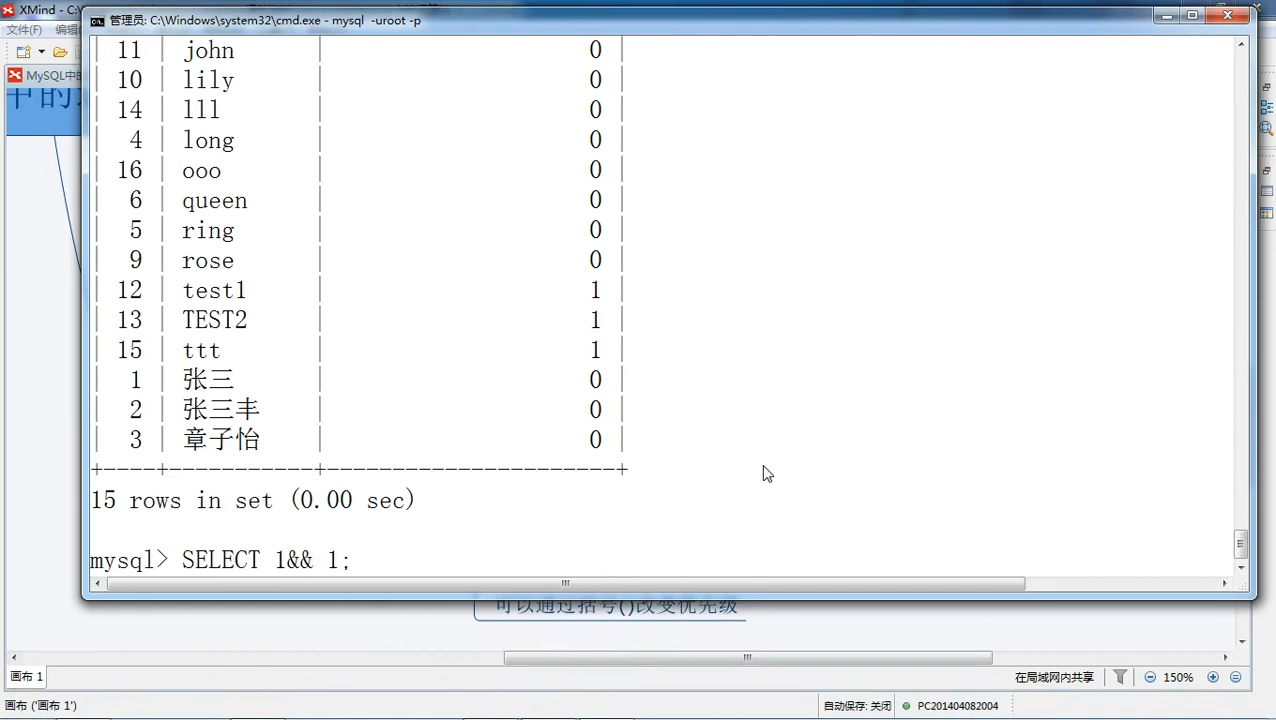 XMind - C:\
管理员: C:\Windows\system32\cmd.exe - mysql -uroot -p
文件(F) 编辑
MySQL中的
中的
| 11 | john | 0 |
| 10 | lily | 0 |
| 14 | lll | 0 |
| 4 | long | 0 |
| 16 | ooo | 0 |
| 6 | queen | 0 |
| 5 | ring | 0 |
| 9 | rose | 0 |
| 12 | test1 | 1 |
| 13 | TEST2 | 1 |
| 15 | ttt | 1 |
| 1 | 张三 | 0 |
| 2 | 张三丰 | 0 |
| 3 | 章子怡 | 0 |
+----+-----------+----------------------+
15 rows in set (0.00 sec)
mysql> SELECT 1&& 1;
可以通过括号()改变优先级
画布 1
在局域网内共享
150%
画布 ('画布 1')
自动保存: 关闭
PC201404082004